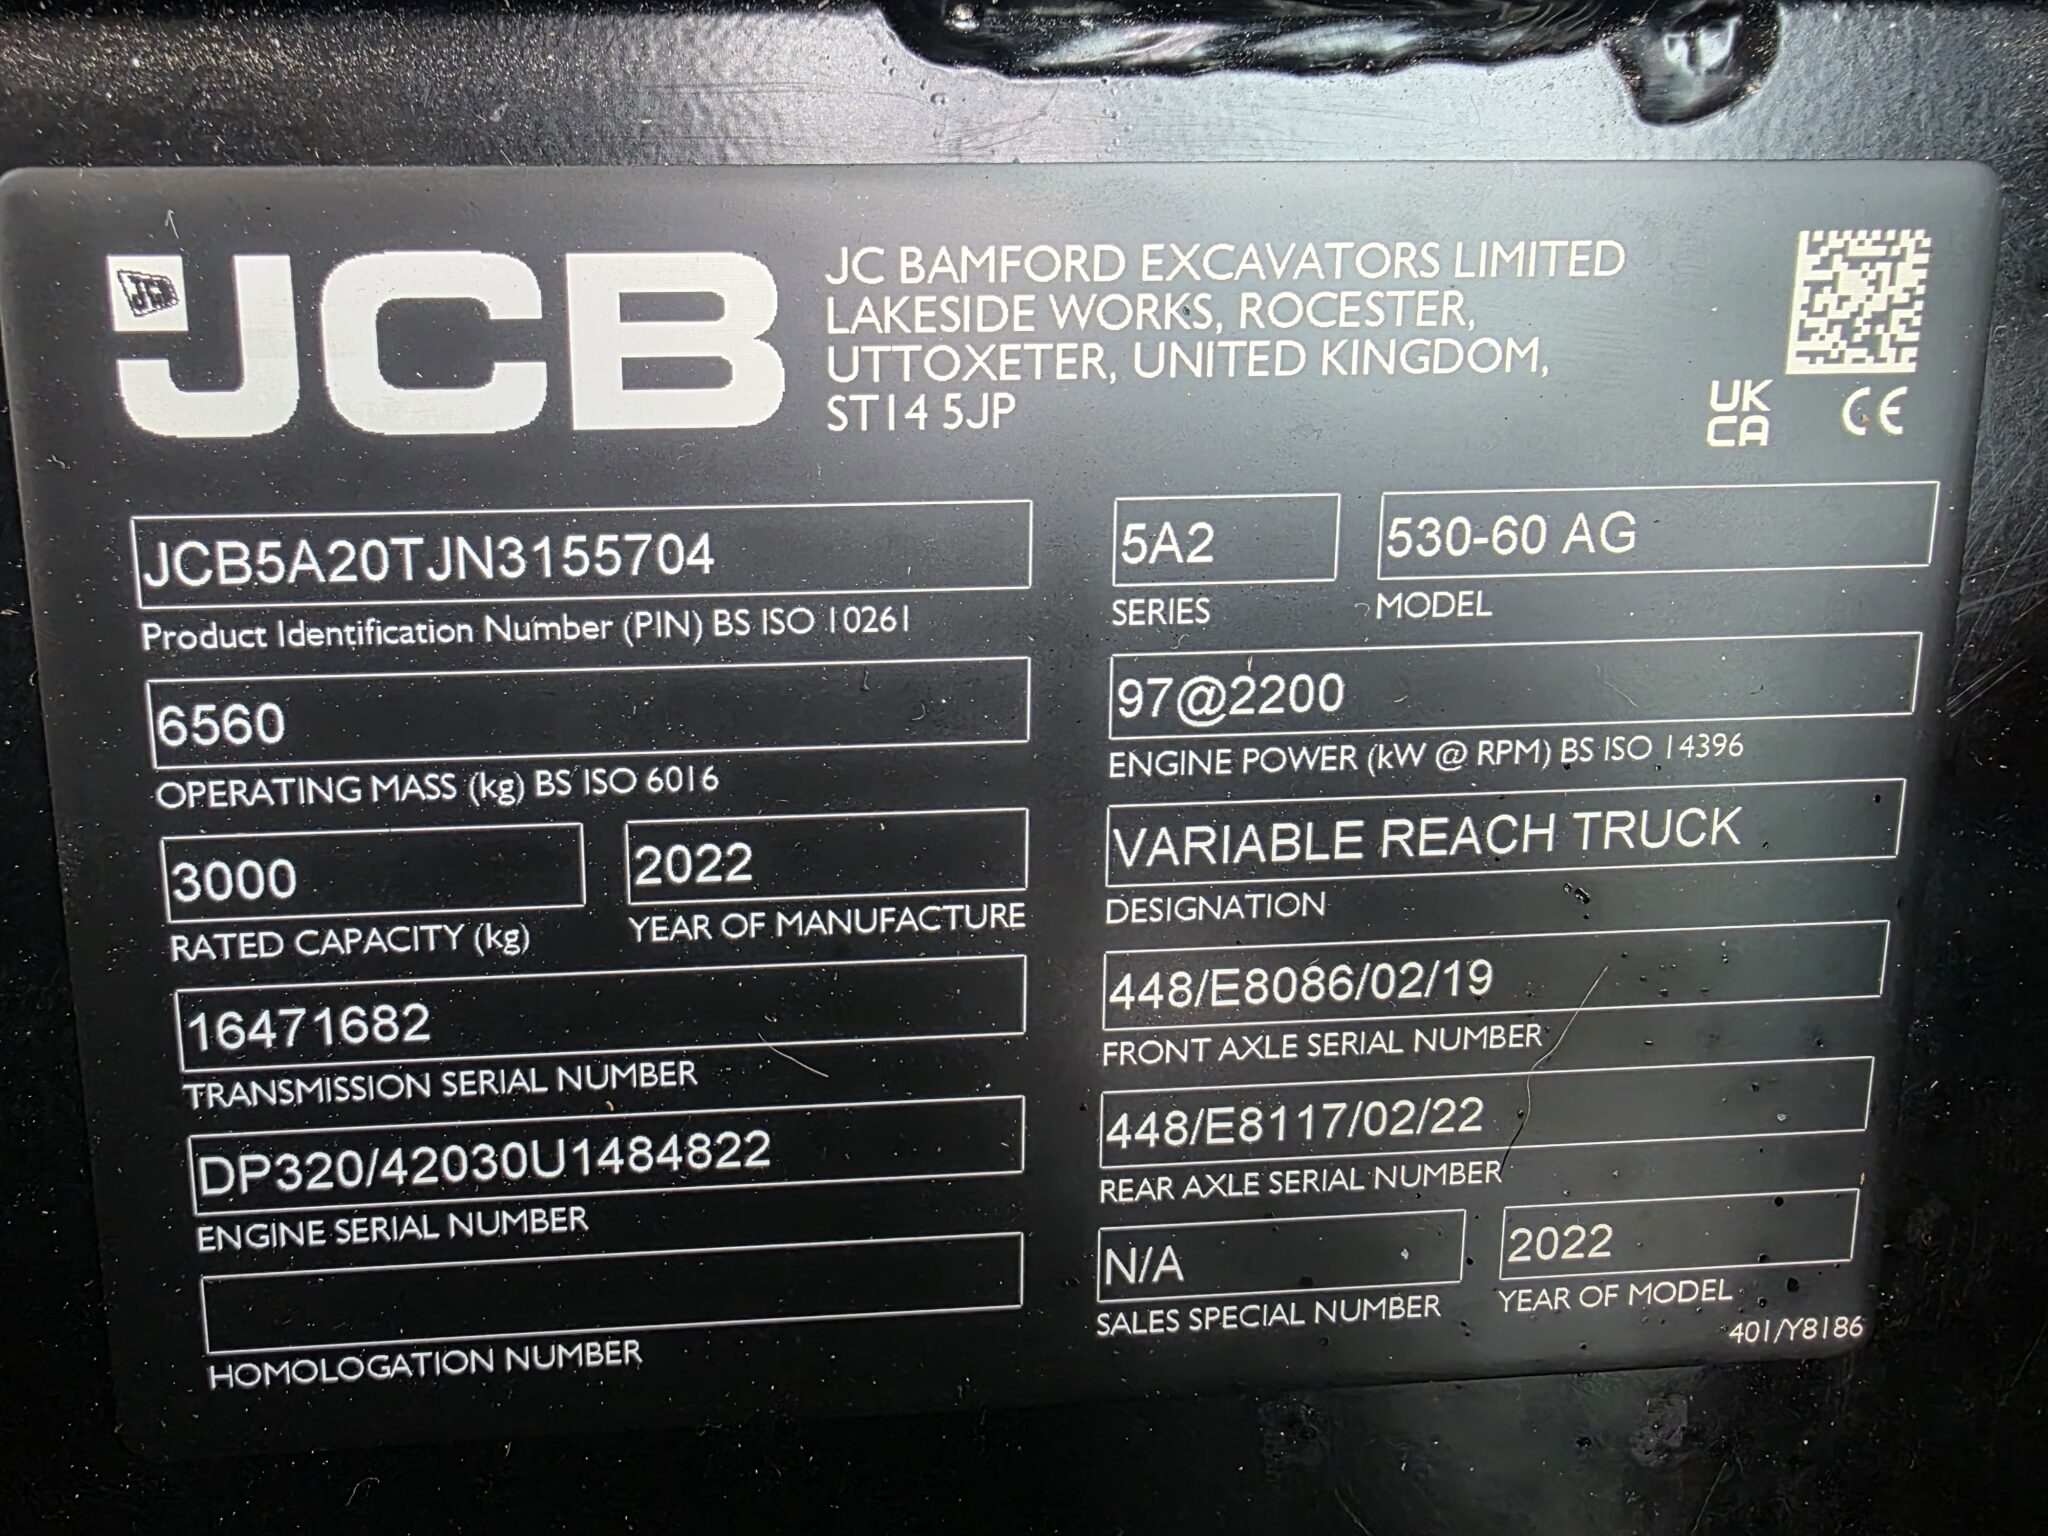 JCB
JC BAMFORD EXCAVATORS LIMITED
LAKESIDE WORKS, ROCESTER,
UTTOXETER, UNITED KINGDOM,
ST14 5JP
UK
CA
CE
JCB5A20TJN3155704
Product Identification Number (PIN) BS ISO 10261
5A2
SERIES
530-60 AG
MODEL
6560
OPERATING MASS (kg) BS ISO 6016
97@2200
ENGINE POWER (kW @ RPM) BS ISO 14396
3000
RATED CAPACITY (kg)
2022
YEAR OF MANUFACTURE
VARIABLE REACH TRUCK
DESIGNATION
16471682
TRANSMISSION SERIAL NUMBER
448/E8086/02/19
FRONT AXLE SERIAL NUMBER
DP320/42030U1484822
ENGINE SERIAL NUMBER
448/E8117/02/22
REAR AXLE SERIAL NUMBER
HOMOLOGATION NUMBER
N/A
SALES SPECIAL NUMBER
2022
YEAR OF MODEL
401/Y8186